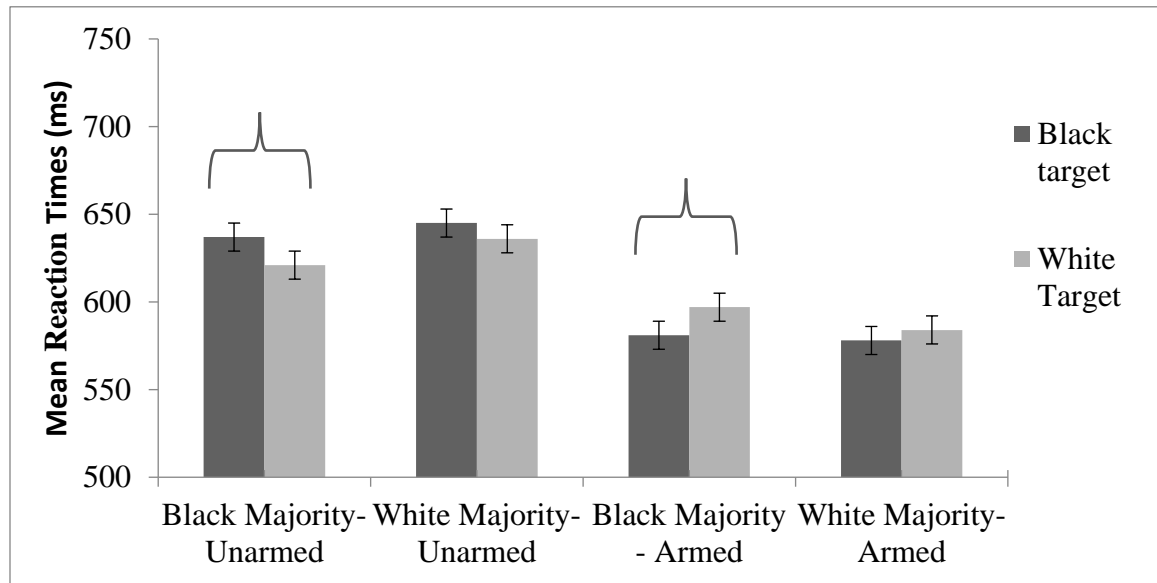 750
700
650
600
550
500
Mean Reaction Times (ms)
Black Majority-
Unarmed
White Majority-
Unarmed
Black Majority
- Armed
White Majority-
Armed
Black
target
White
Target